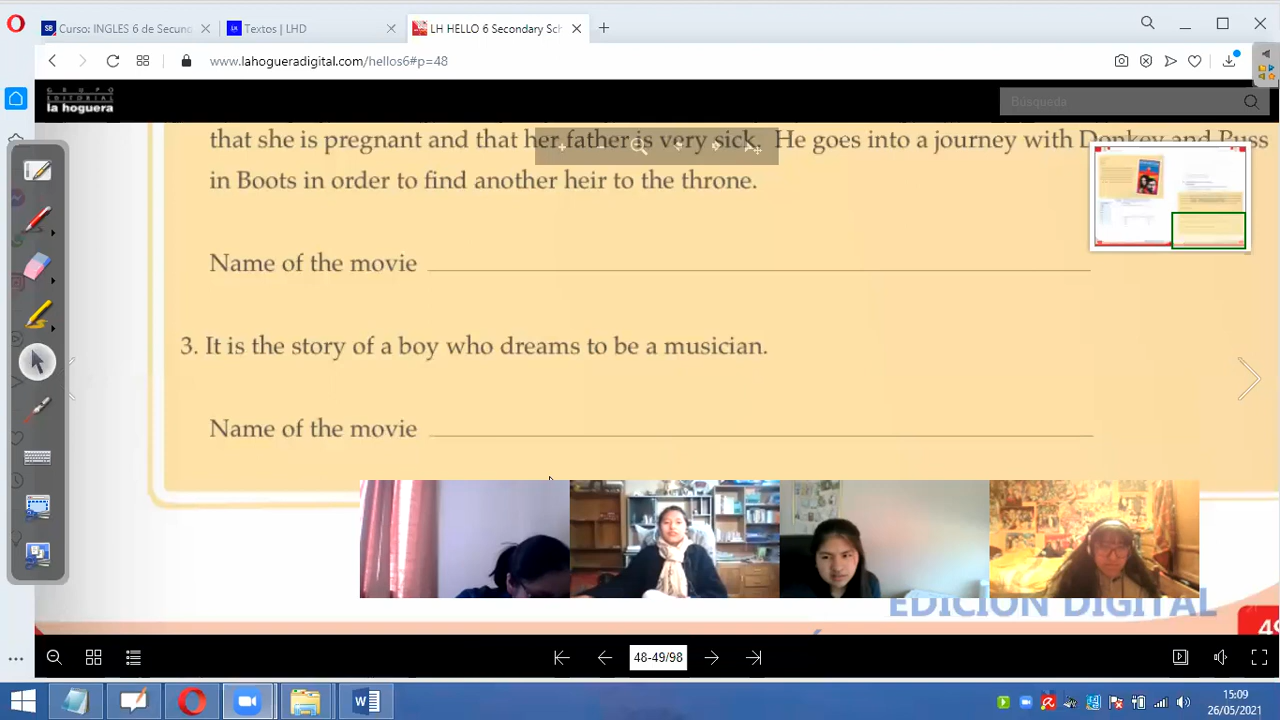 Curso: INGLES 6 de Secund
Textos | LHD
LH HELLO 6 Secondary Sch
www.lahogueradigital.com/hellos6#p=48
GRUPO EDITORIAL
la hoguera
Búsqueda
that she is pregnant and that her father is very sick. He goes into a journey with Donkey and Puss
in Boots in order to find another heir to the throne.
Name of the movie
3. It is the story of a boy who dreams to be a musician.
Name of the movie
EDICIÓN DIGITAL
49
48-49/98
15:09
26/05/2021